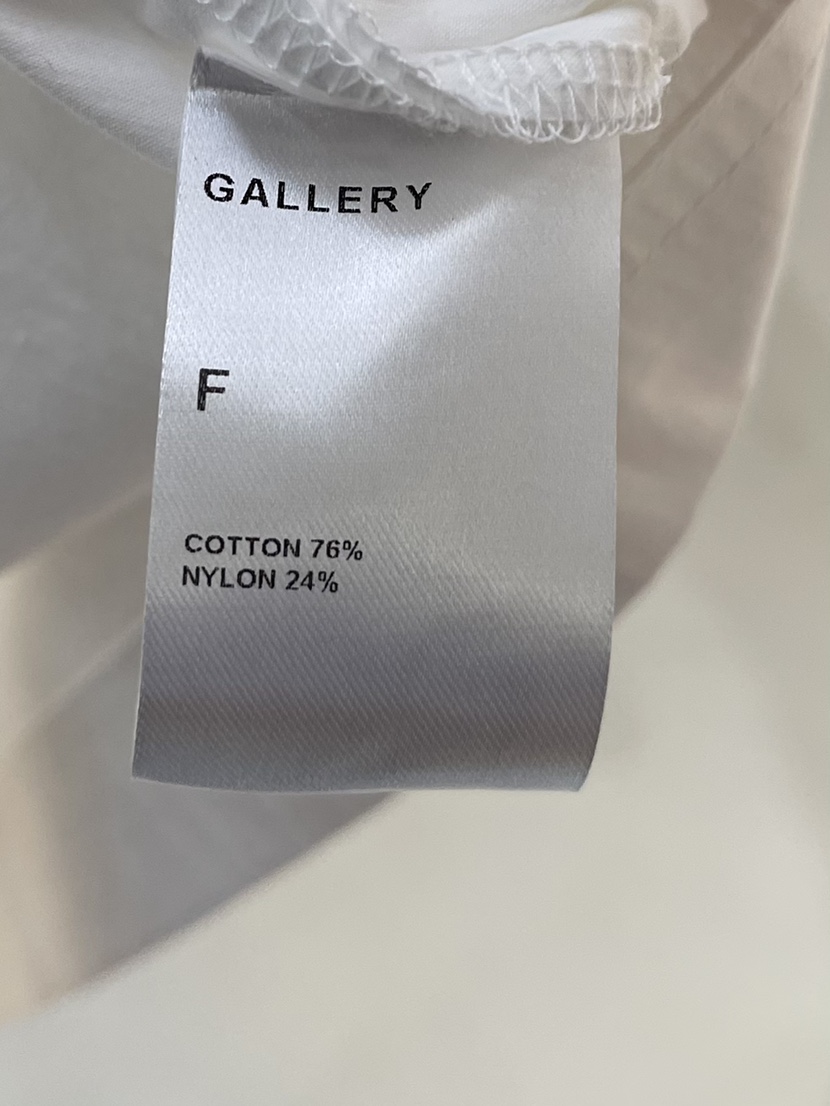 GALLERY
F
COTTON 76%
NYLON 24%